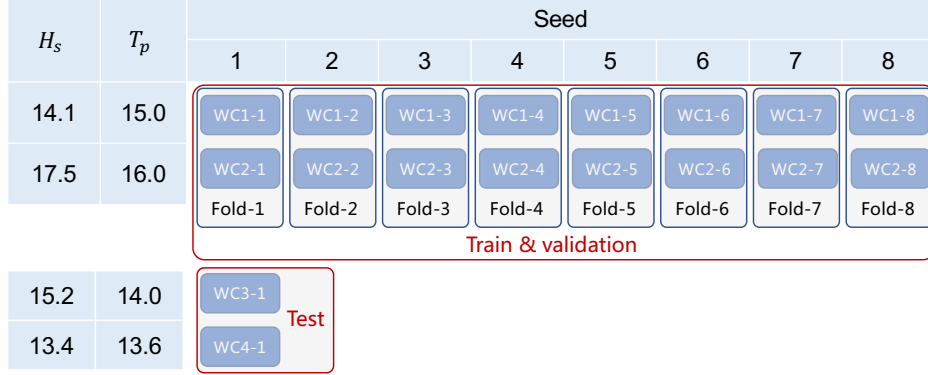 Seed
H_s T_p
1 2 3 4 5 6 7 8
14.1 15.0 WC1-1 WC1-2 WC1-3 WC1-4 WC1-5 WC1-6 WC1-7 WC1-8
17.5 16.0 WC2-1 WC2-2 WC2-3 WC2-4 WC2-5 WC2-6 WC2-7 WC2-8
Fold-1 Fold-2 Fold-3 Fold-4 Fold-5 Fold-6 Fold-7 Fold-8
Train & validation
15.2 14.0 WC3-1
Test
13.4 13.6 WC4-1